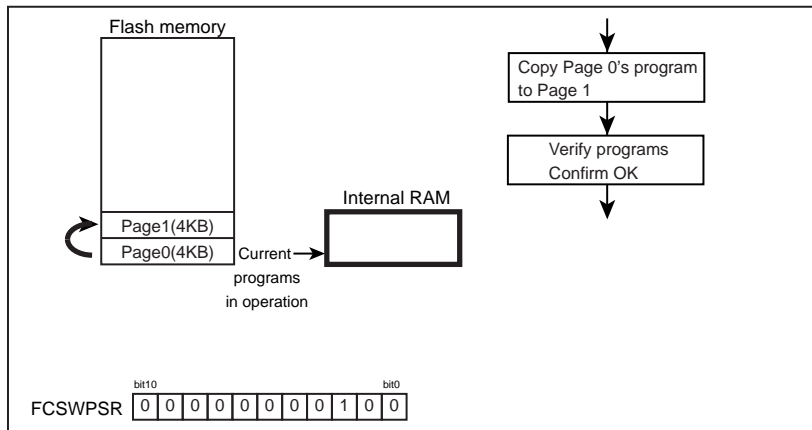 Flash memory
Page1(4KB)
Page0(4KB)
Current
programs
in operation
Internal RAM
Copy Page 0's program
to Page 1
Verify programs
Confirm OK
bit10 bit0
FCSWPSR 0 0 0 0 0 0 0 0 1 0 0